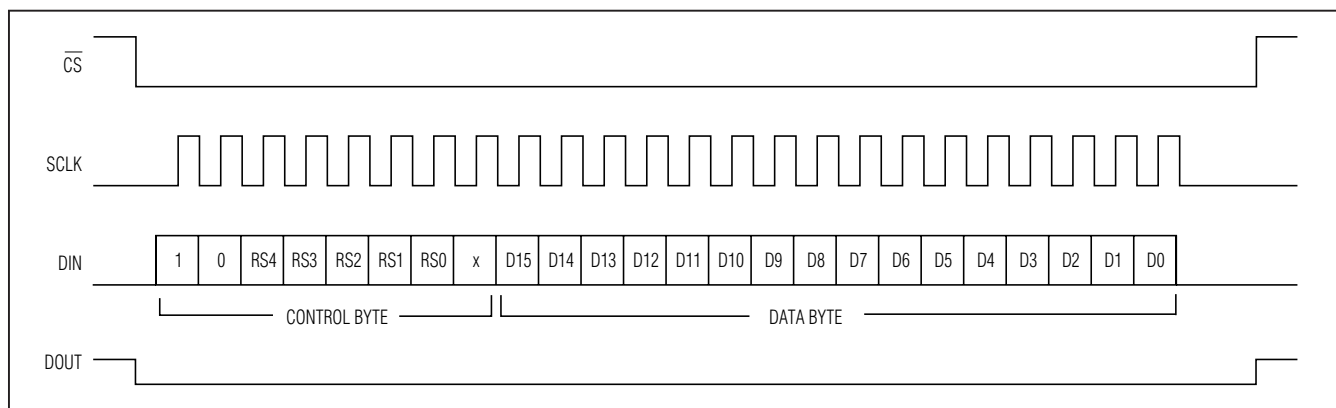 C̅S̅
SCLK
DIN 1 0 RS4 RS3 RS2 RS1 RS0 x D15 D14 D13 D12 D11 D10 D9 D8 D7 D6 D5 D4 D3 D2 D1 D0
CONTROL BYTE DATA BYTE
DOUT